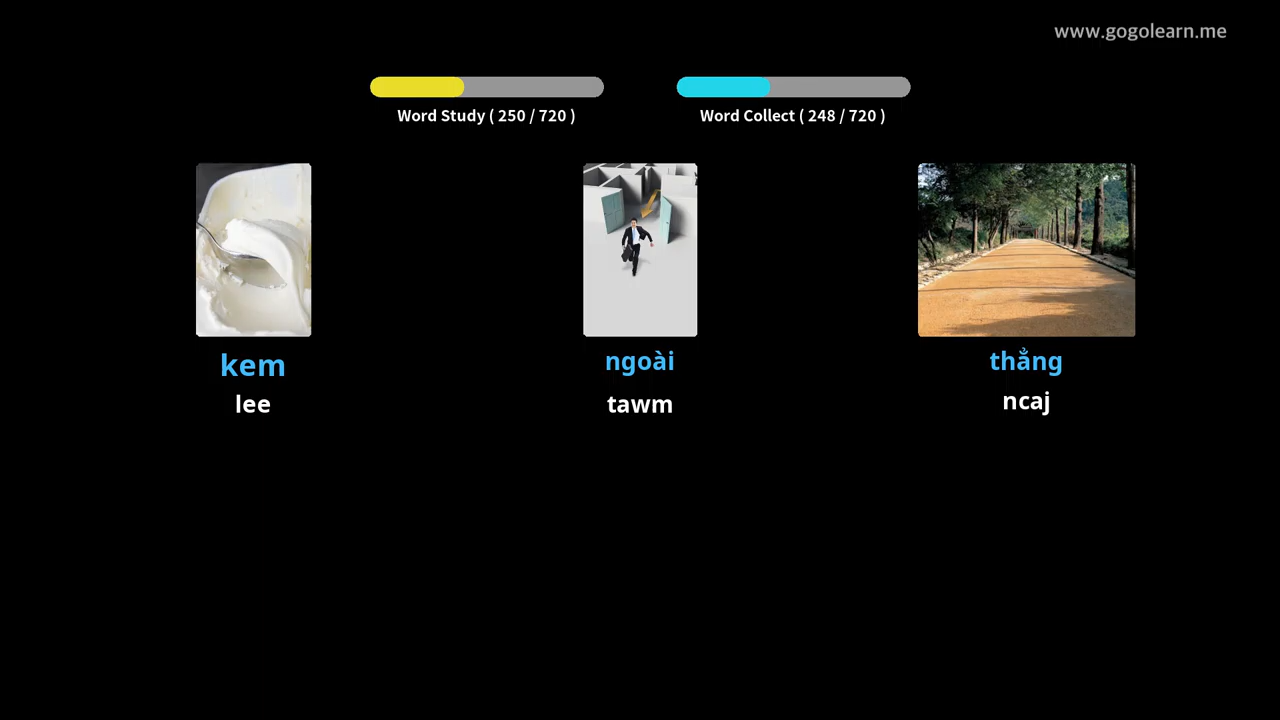 www.gogolearn.me
Word Study ( 250 / 720 )
Word Collect ( 248 / 720 )
kem
lee
ngoài
tawm
thẳng
ncaj